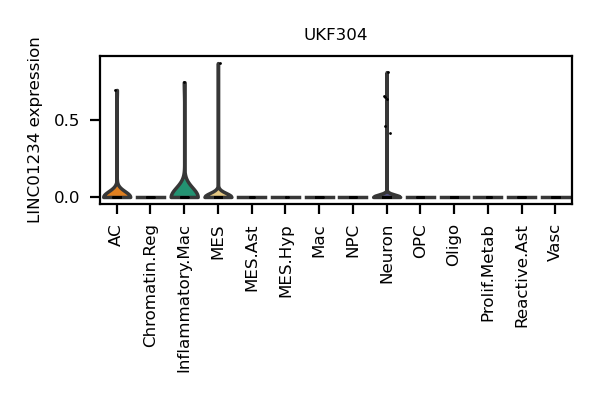 UKF304
LINC01234 expression
0.5
0.0
AC
Chromatin.Reg
Inflammatory.Mac
MES
MES.Ast
MES.Hyp
Mac
NPC
Neuron
OPC
Oligo
Prolif.Metab
Reactive.Ast
Vasc